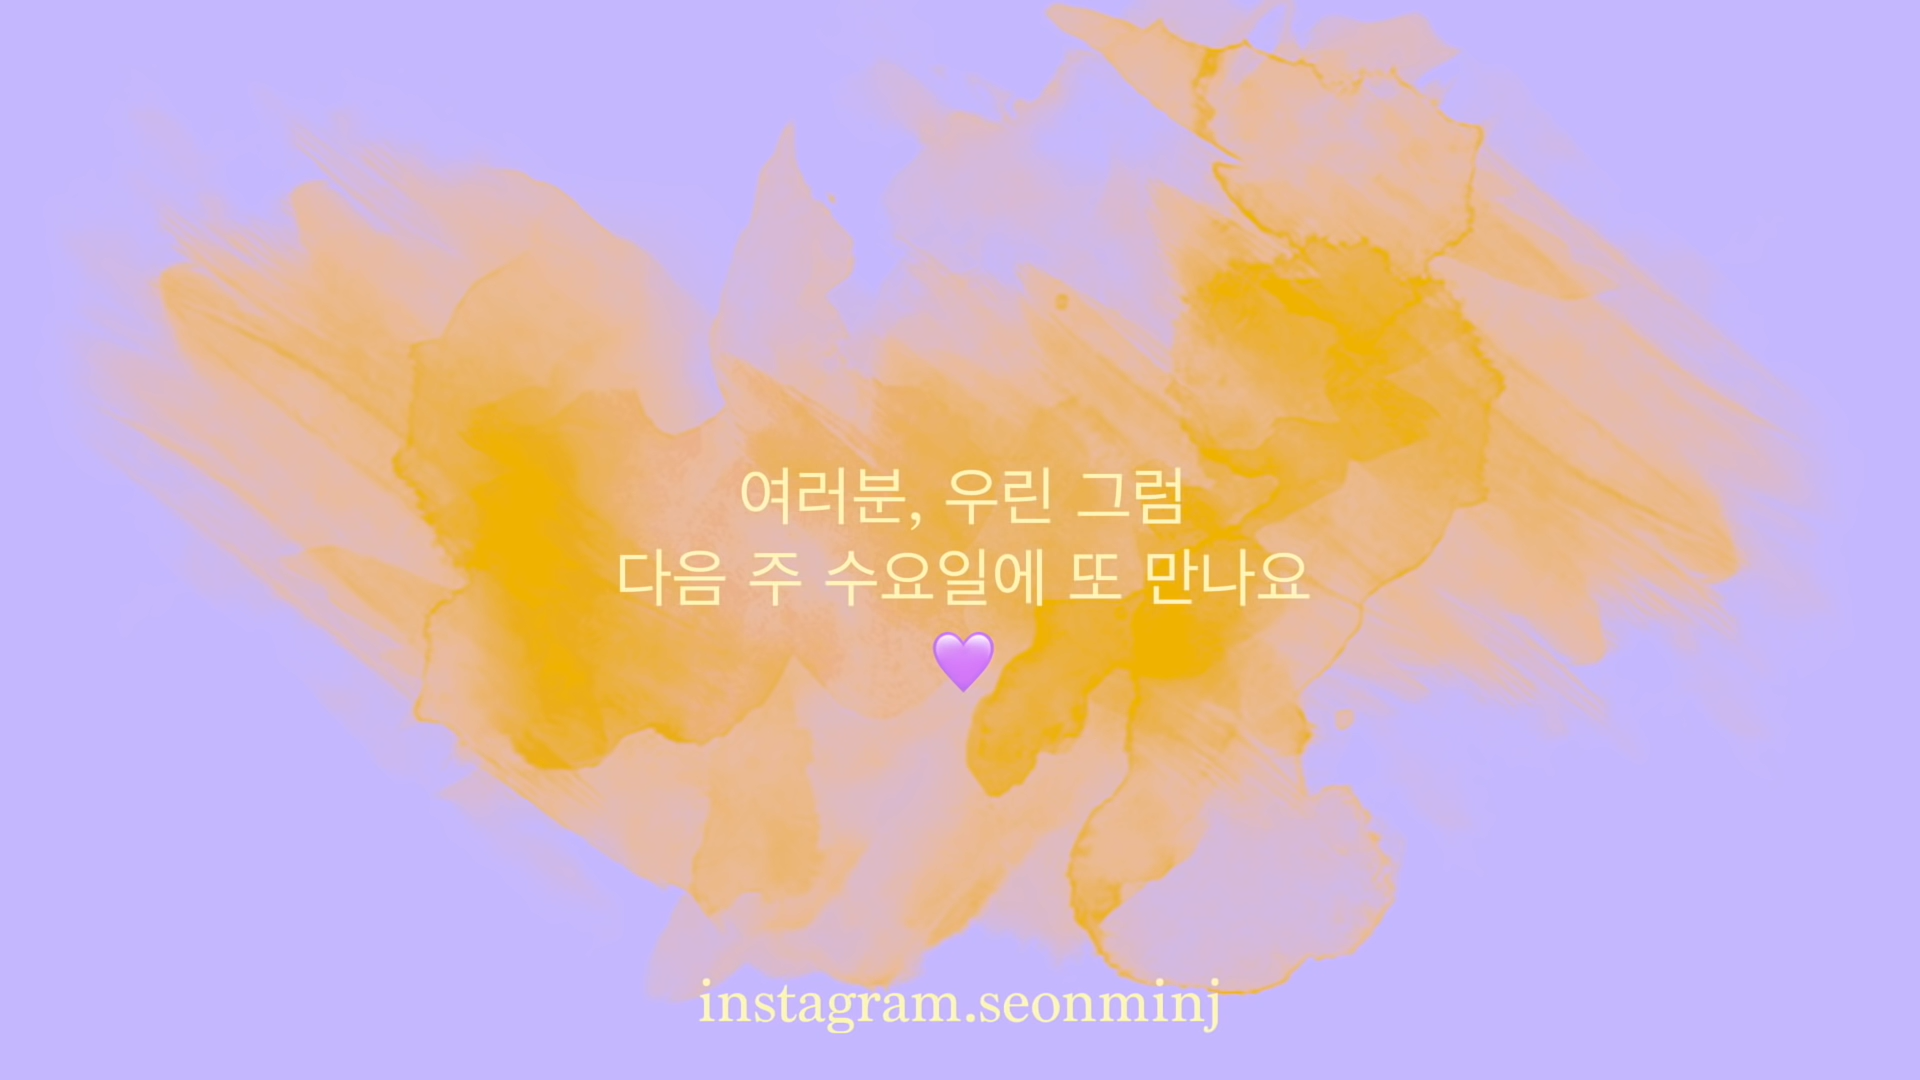 여러분, 우린 그럼
다음 주 수요일에 또 만나요
💜
instagram.seonminj